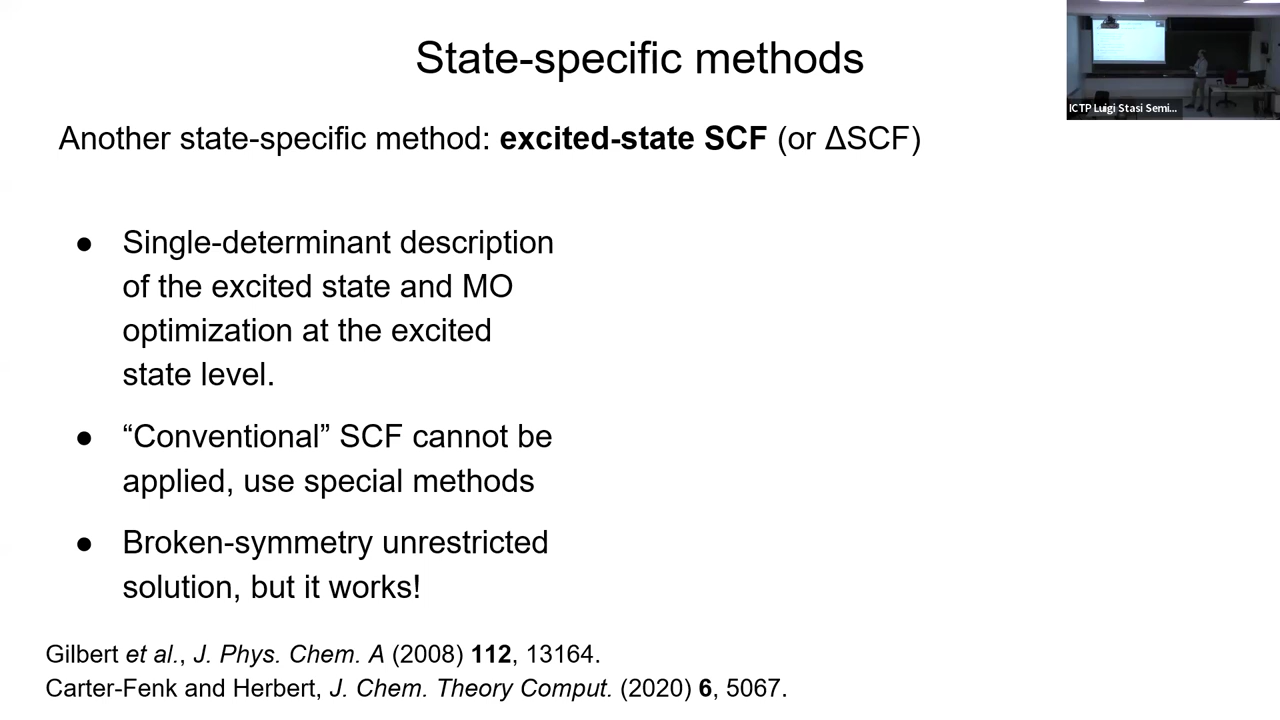 State-specific methods
ICTP Luigi Stasi Semi...
Another state-specific method: excited-state SCF (or ΔSCF)
● Single-determinant description
of the excited state and MO
optimization at the excited
state level.
● “Conventional” SCF cannot be
applied, use special methods
● Broken-symmetry unrestricted
solution, but it works!
Gilbert et al., J. Phys. Chem. A (2008) 112, 13164.
Carter-Fenk and Herbert, J. Chem. Theory Comput. (2020) 6, 5067.